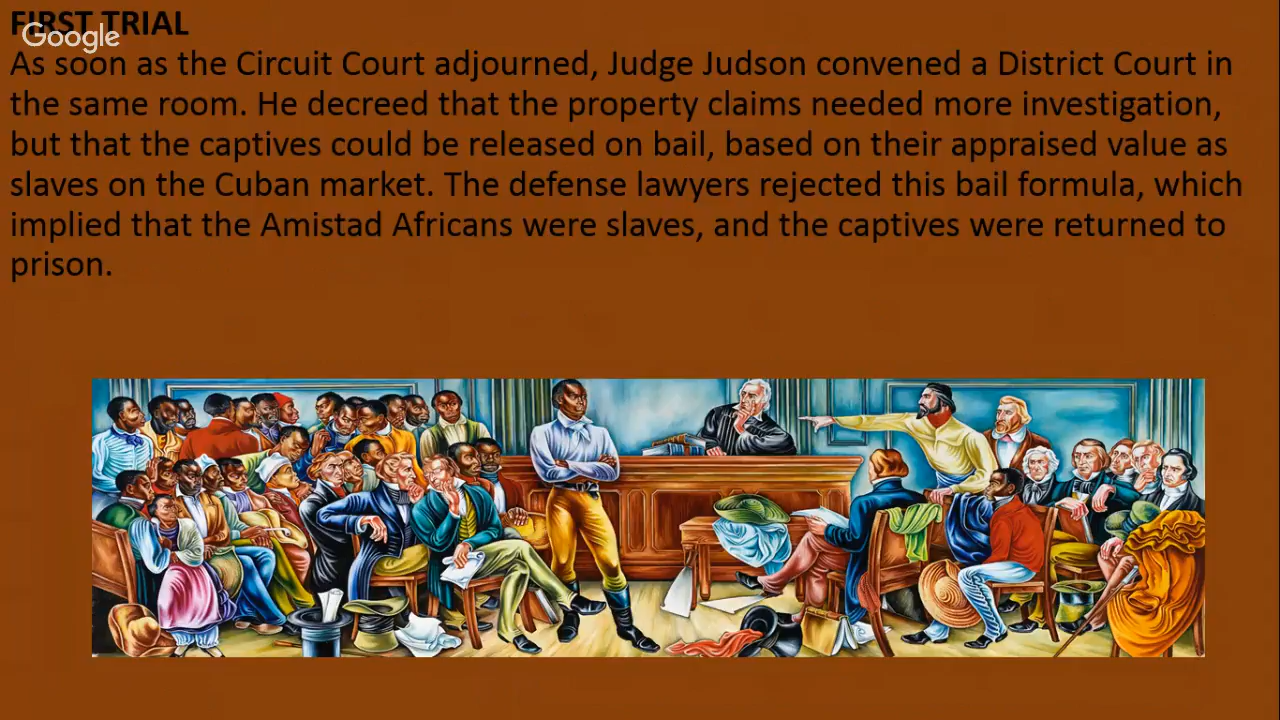 FIRST TRIAL
Google
As soon as the Circuit Court adjourned, Judge Judson convened a District Court in
the same room. He decreed that the property claims needed more investigation,
but that the captives could be released on bail, based on their appraised value as
slaves on the Cuban market. The defense lawyers rejected this bail formula, which
implied that the Amistad Africans were slaves, and the captives were returned to
prison.